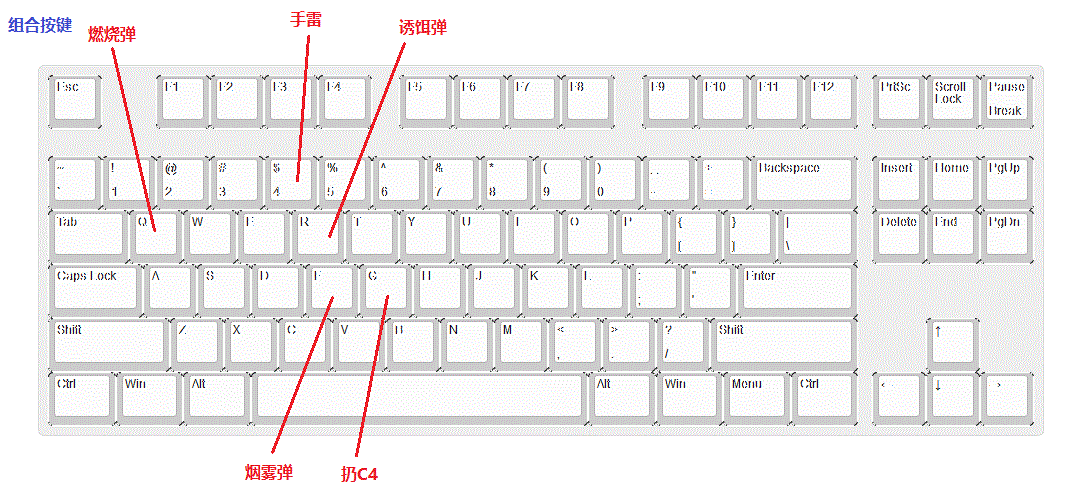 组合按键
燃烧弹
手雷
诱饵弹
Esc F1 F2 F3 F4 F5 F6 F7 F8 F9 F10 F11 F12 PrtSc Scroll Lock Pause Break
~ ` ! 1 @ 2 # 3 $ 4 % 5 ^ 6 & 7 * 8 ( 9 ) 0 Backspace Insert Home PgUp
Tab Q W E R T Y U I O P { [ } ] | \ Delete End PgDn
Caps Lock A S D F G H J K L : ; " ' Enter
Shift Z X C V B N M < , > . ? / Shift ↑
Ctrl Win Alt Alt Win Menu Ctrl ← ↓ →
烟雾弹
扔C4